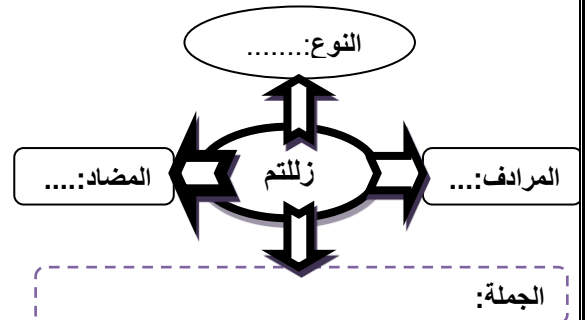 النوع:........
المرادف:...
زللتم
المضاد:....
الجملة: